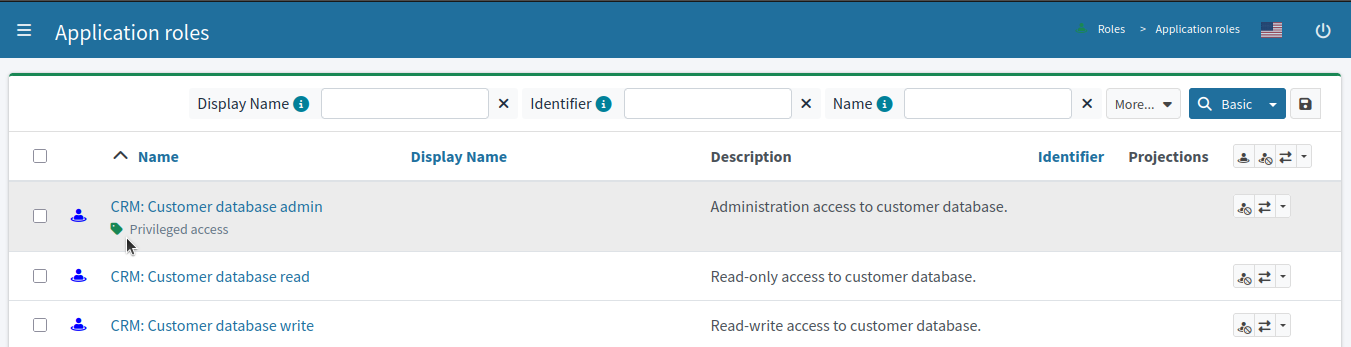 Application roles
Roles > Application roles
Display Name Identifier Name More... Basic
Name Display Name Description Identifier Projections
CRM: Customer database admin Administration access to customer database.
Privileged access
CRM: Customer database read Read-only access to customer database.
CRM: Customer database write Read-write access to customer database.